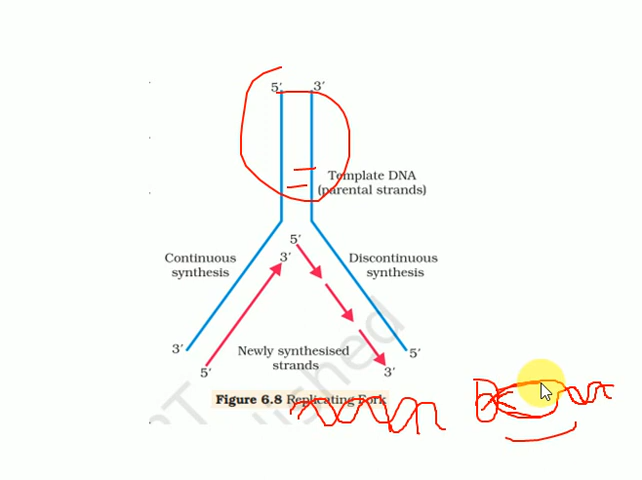 5′ 3′
Template DNA
(parental strands)
5′
3′
Continuous
synthesis
Discontinuous
synthesis
3′
5′
Newly synthesised
strands
5′
3′
Figure 6.8 Replicating Fork